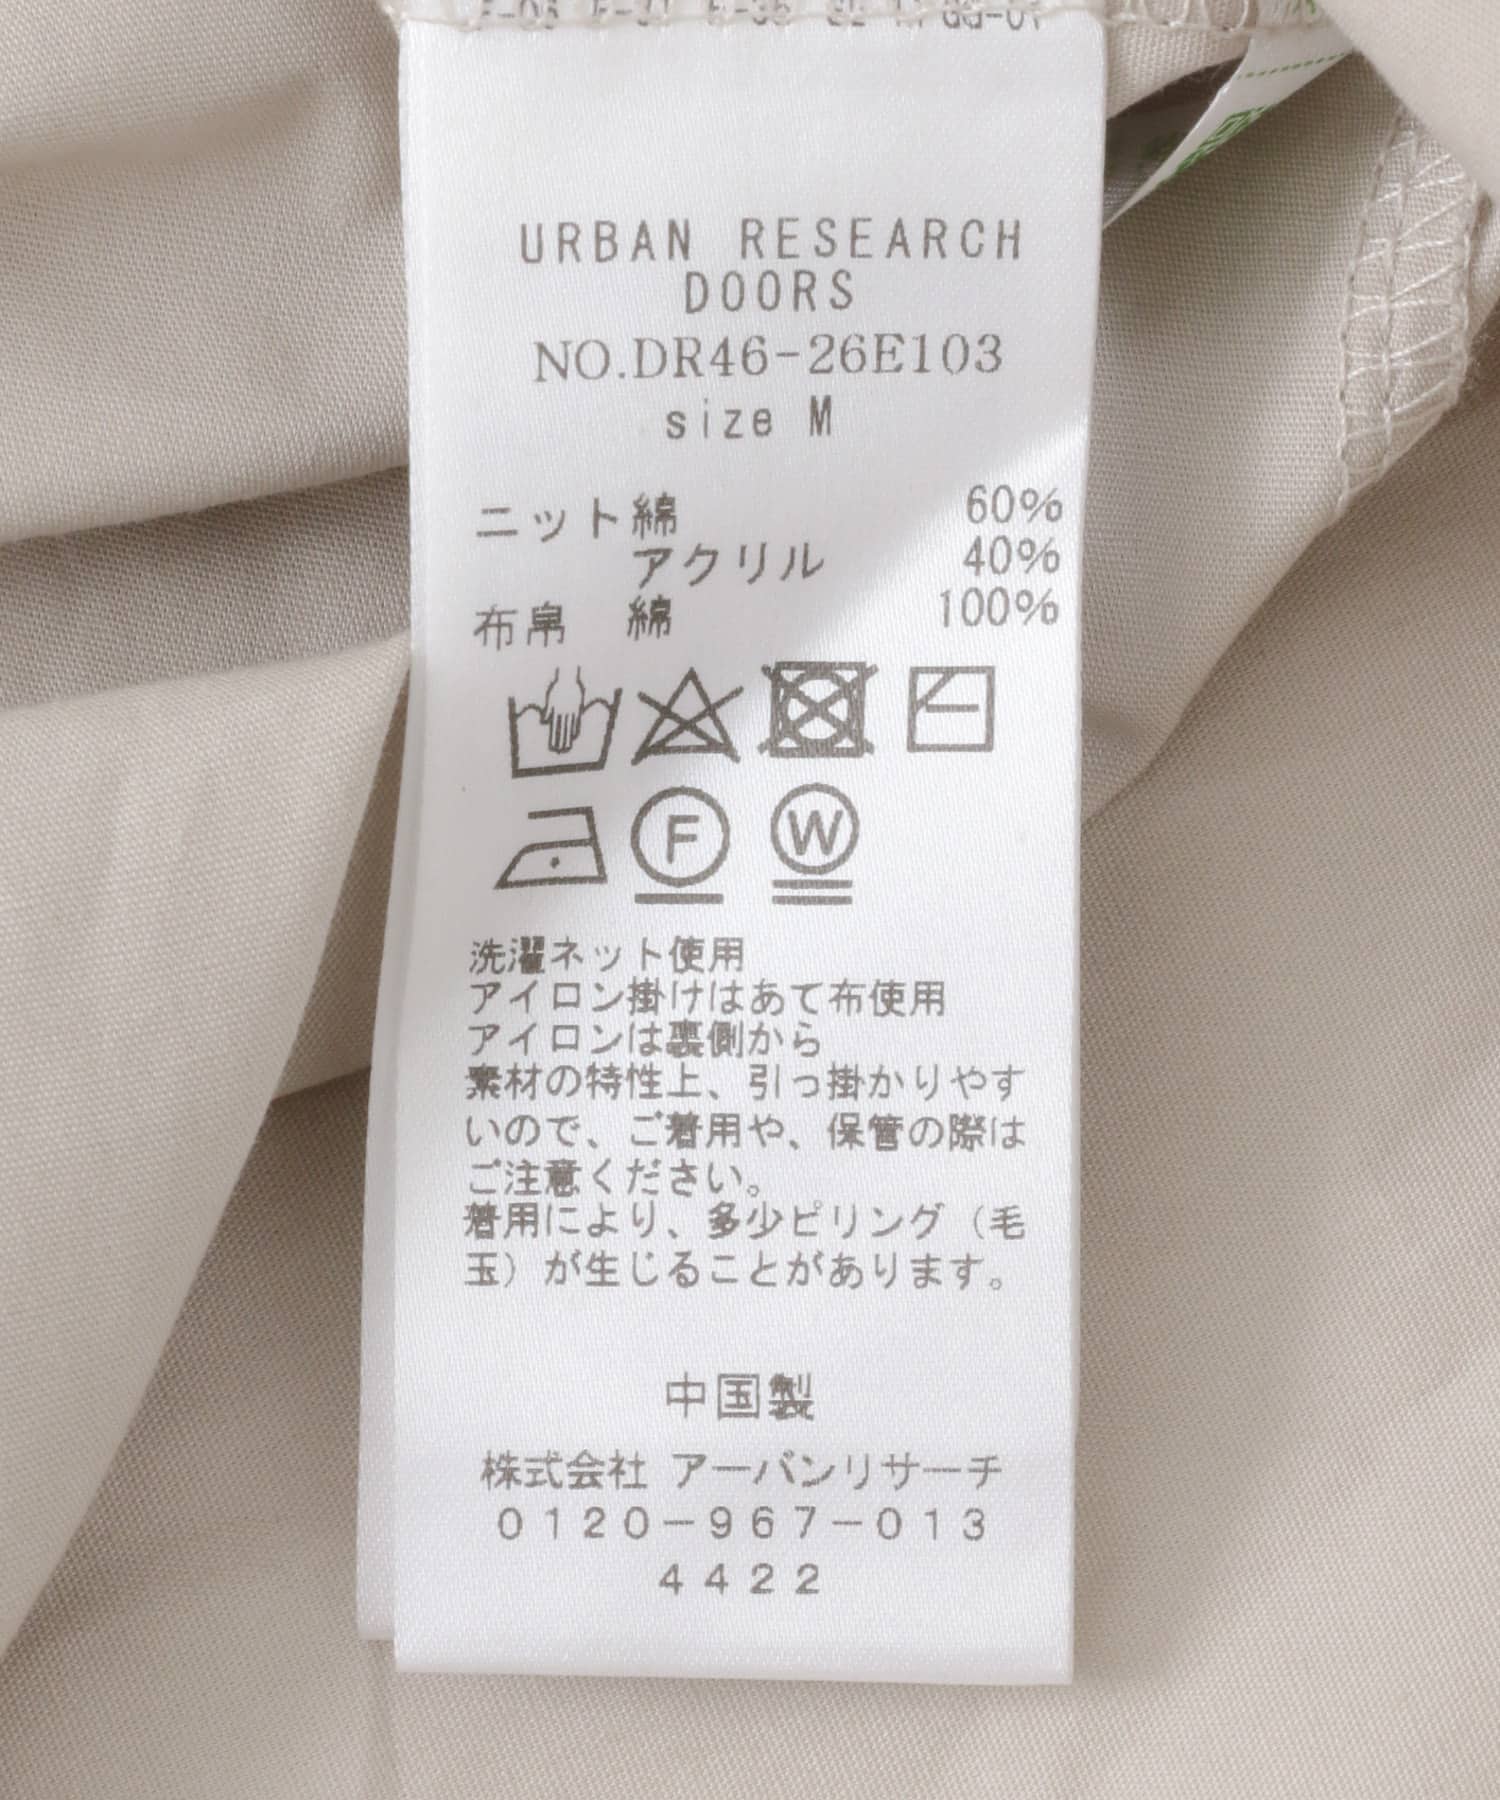 URBAN RESEARCH
DOORS
NO.DR46-26E103
size M
ニット 綿 60%
アクリル 40%
布帛 綿 100%
F W
洗濯ネット使用
アイロン掛けはあて布使用
アイロンは裏側から
素材の特性上、引っ掛かりやす
いので、ご着用や、保管の際は
ご注意ください。
着用により、多少ピリング（毛
玉）が生じることがあります。
中国製
株式会社 アーバンリサーチ
0120-967-013
4422